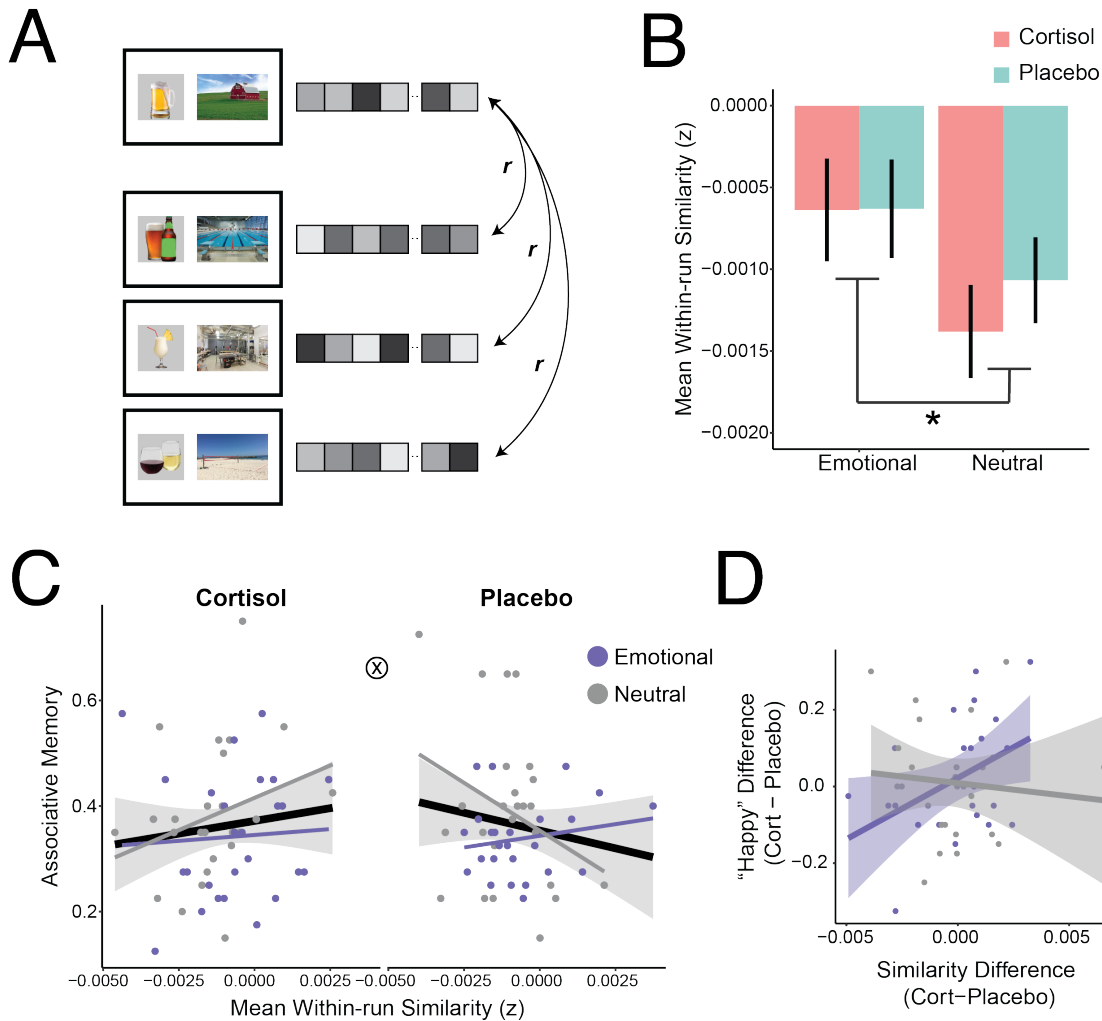 A
r
r
r
B
Cortisol
Placebo
Mean Within-run Similarity (z)
0.0000
−0.0005
−0.0010
−0.0015
−0.0020
*
Emotional
Neutral
C
Cortisol
Placebo
Emotional
Neutral
Associative Memory
0.6
0.4
0.2
−0.0050
−0.0025
0.000
0.0025
−0.0050
−0.0025
0.000
0.0025
Mean Within-run Similarity (z)
D
“Happy” Difference
(Cort − Placebo)
0.2
0.0
−0.2
−0.005
0.000
0.005
Similarity Difference
(Cort−Placebo)